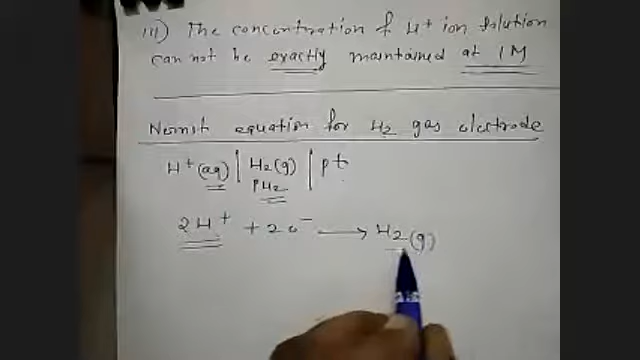 iii) The concentration of H+ ion solution
can not be exactly maintained at 1M
Nernst equation for H2 gas electrode
H+(aq) | H2(g) | pt
PH2
2H+ + 2e- → H2(g)